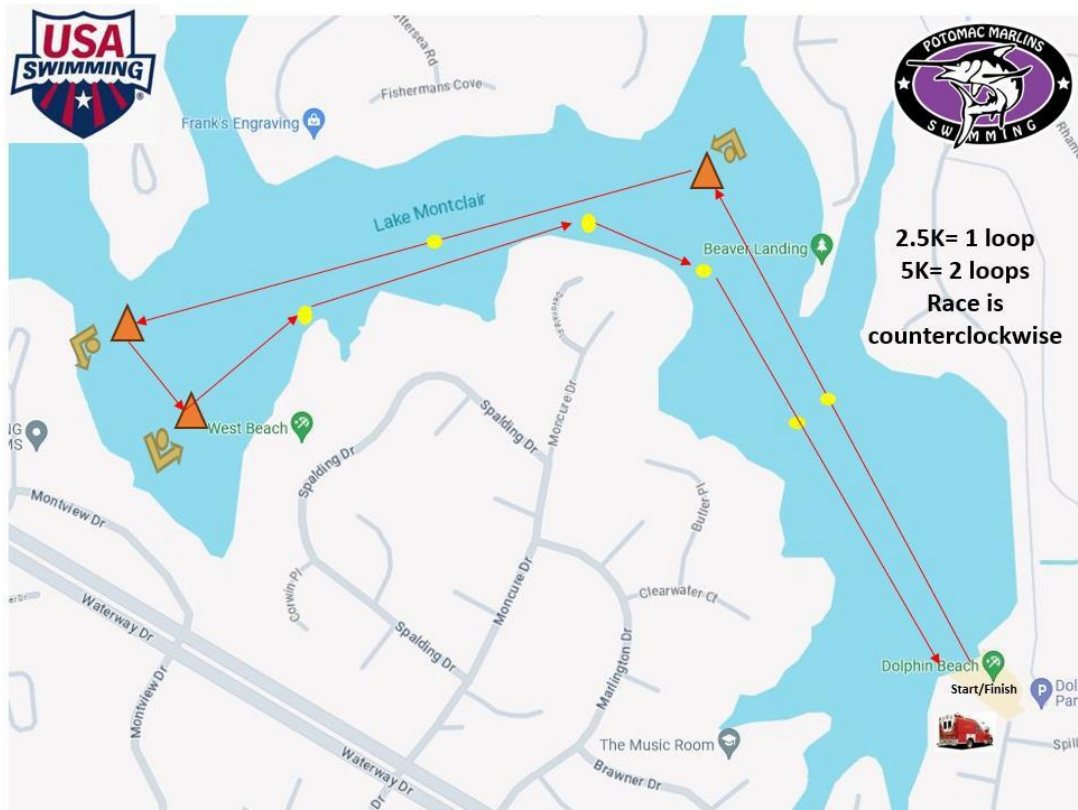 USA
SWIMMING
POTOMAC MARLINS
SWIMMING
Fishermans Cove
Frank's Engraving
Lake Montclair
Beaver Landing
2.5K= 1 loop
5K= 2 loops
Race is
counterclockwise
West Beach
Spalding Dr
Spalding Dr
Moncure Dr
Butler Pl
Montview Dr
Moncure Dr
Corwin Pl
Clearwater Ct
Waterway Dr
Spalding Dr
Marlington Dr
Montview Dr
Dolphin Beach
Start/Finish
The Music Room
Waterway Dr
Brawner Dr